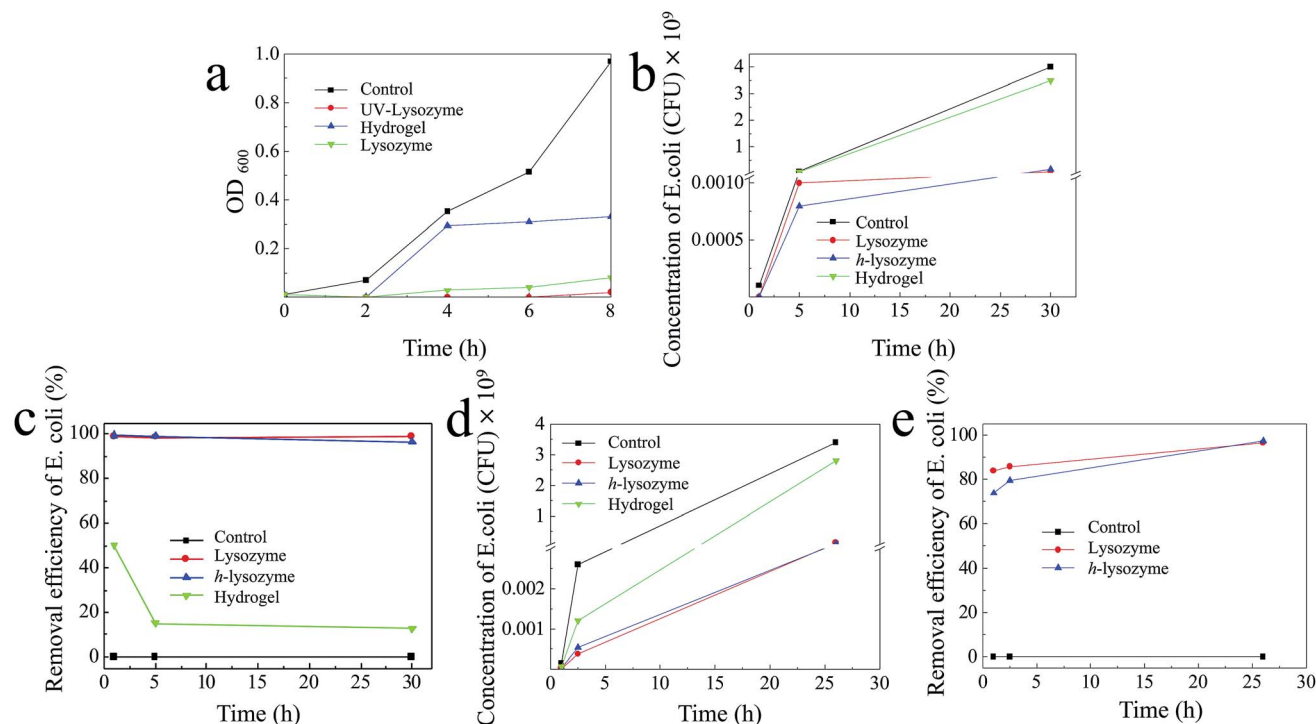 a
1.0
0.8
0.6
0.4
0.2
0
2
4
6
8
OD600
Time (h)
Control
UV-Lysozyme
Hydrogel
Lysozyme
b
4
3
2
1
0.0010
0.0005
0
5
10
15
20
25
30
Concentration of E.coli (CFU) × 10⁹
Time (h)
Control
Lysozyme
h-lysozyme
Hydrogel
c
100
80
60
40
20
0
0
5
10
15
20
25
30
Removal efficiency of E. coli (%)
Time (h)
Control
Lysozyme
h-lysozyme
Hydrogel
d
4
3
2
1
0.002
0.001
0
5
10
15
20
25
30
Concentration of E.coli (CFU) × 10⁹
Time (h)
Control
Lysozyme
h-lysozyme
Hydrogel
e
100
80
60
40
20
0
0
5
10
15
20
25
30
Removal efficiency of E. coli (%)
Time (h)
Control
Lysozyme
h-lysozyme